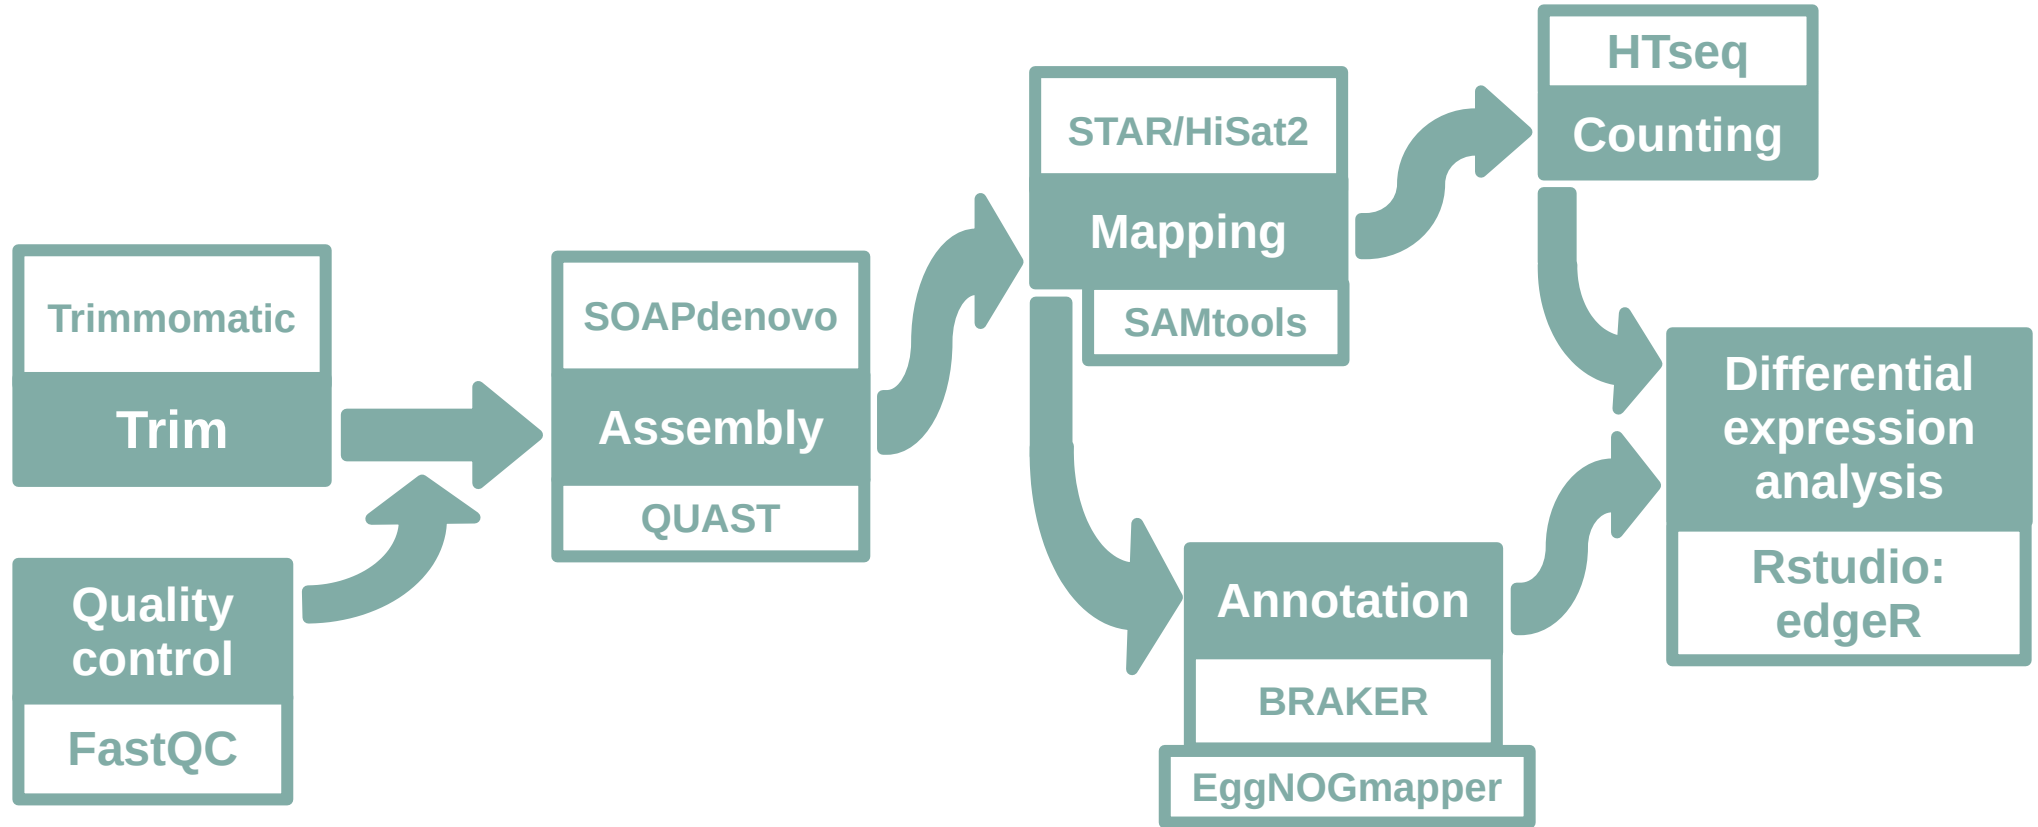 Trimmomatic
Trim
Quality
control
FastQC
SOAPdenovo
Assembly
QUAST
STAR/HiSat2
Mapping
SAMtools
HTseq
Counting
Annotation
BRAKER
EggNOGmapper
Differential
expression
analysis
Rstudio:
edgeR